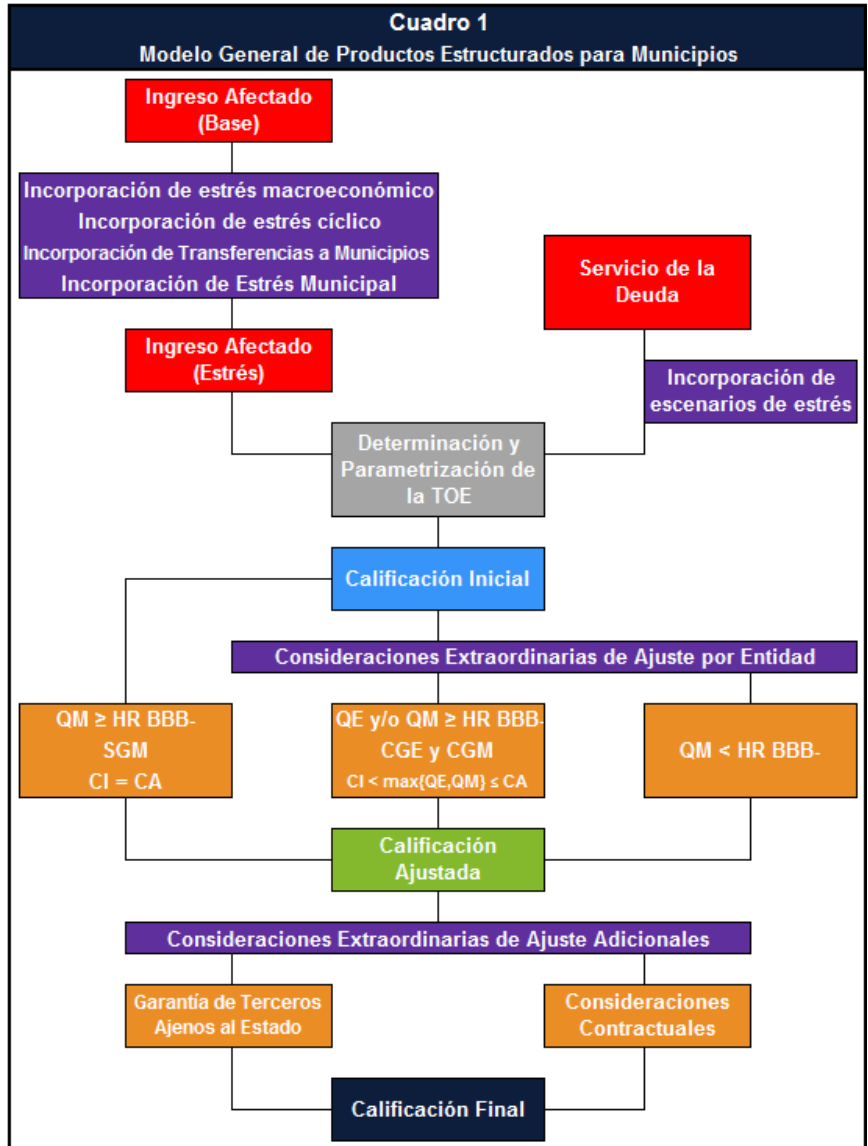 Cuadro 1
Modelo General de Productos Estructurados para Municipios
Ingreso Afectado
(Base)
Incorporación de estrés macroeconómico
Incorporación de estrés cíclico
Incorporación de Transferencias a Municipios
Incorporación de Estrés Municipal
Servicio de la
Deuda
Ingreso Afectado
(Estrés)
Incorporación de
escenarios de estrés
Determinación y
Parametrización de
la TOE
Calificación Inicial
Consideraciones Extraordinarias de Ajuste por Entidad
QM ≥ HR BBB-
SGM
CI = CA
QE y/o QM ≥ HR BBB-
CGE y CGM
CI < max{QE,QM} ≤ CA
QM < HR BBB-
Calificación
Ajustada
Consideraciones Extraordinarias de Ajuste Adicionales
Garantía de Terceros
Ajenos al Estado
Consideraciones
Contractuales
Calificación Final